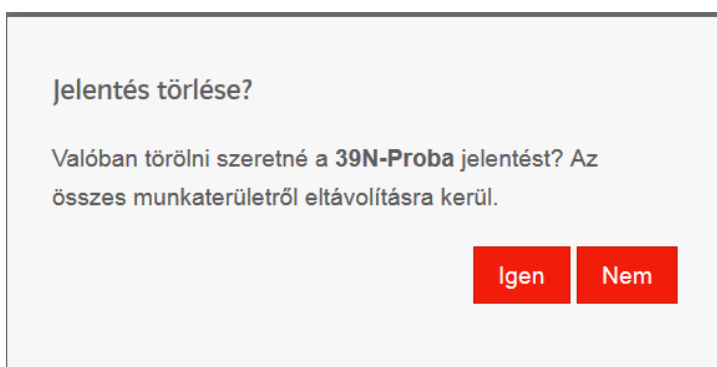 Jelentés törlése?
Valóban törölni szeretné a 39N-Proba jelentést? Az
összes munkaterületről eltávolításra kerül.
Igen Nem